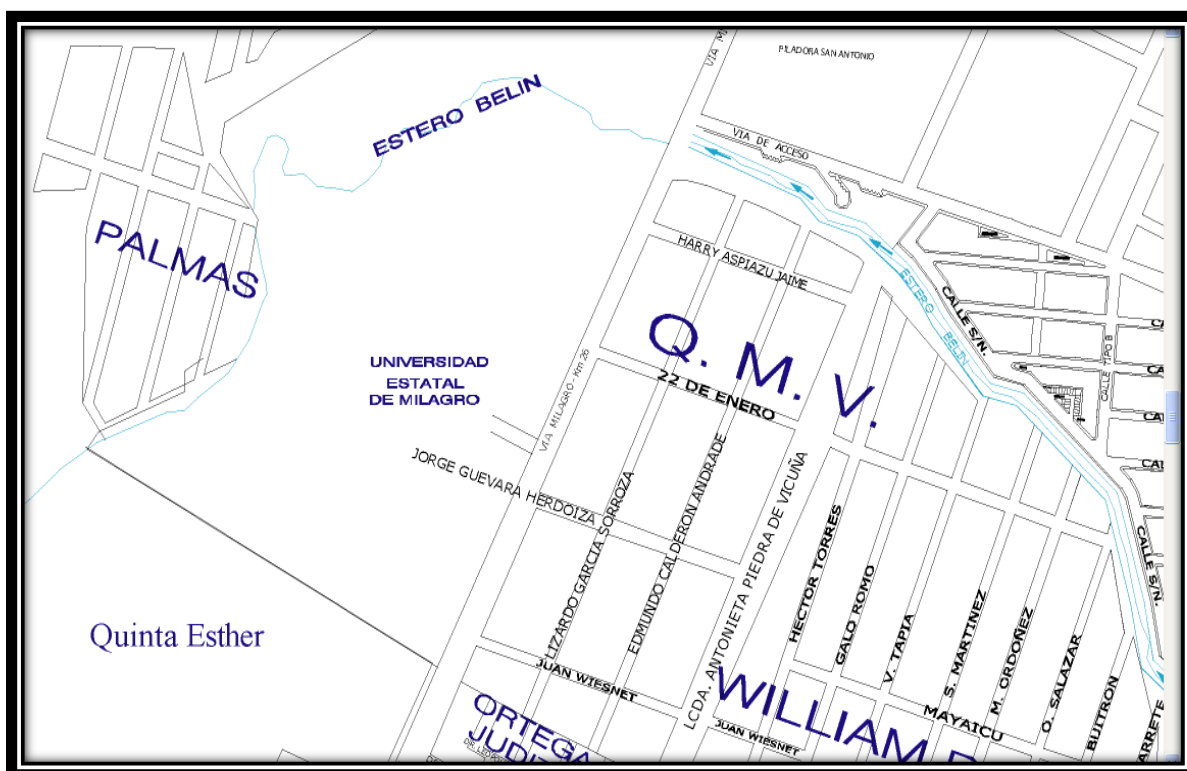 PILADORA SAN ANTONIO
ESTERO BELIN
VIA DE ACCESO
PALMAS
HARRY ASPIAZU JAIME
ESTERO BELIN
CALLE S/N.
CALLE TIPO B
Q. M. V.
UNIVERSIDAD
ESTATAL
DE MILAGRO
VÍA MILAGRO - Km 26
22 DE ENERO
JORGE GUEVARA HERDOIZA
LIZARDO GARCIA SORROZA
EDMUNDO CALDERON ANDRADE
LCDA. ANTONIETA PIEDRA DE VICUÑA
HECTOR TORRES
GALO ROMO
V. TAPIA
S. MARTINEZ
M. ORDOÑEZ
O. SALAZAR
BUITRON
CALLE S/N.
Quinta Esther
JUAN WIESNET
MAYAICU
WILLIAM
JUAN WIESNET
ORTEGA